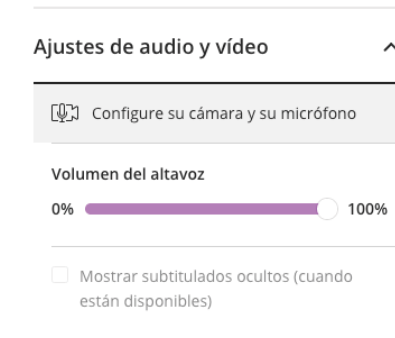 Ajustes de audio y vídeo
Configure su cámara y su micrófono
Volumen del altavoz
0% 100%
Mostrar subtitulados ocultos (cuando
están disponibles)